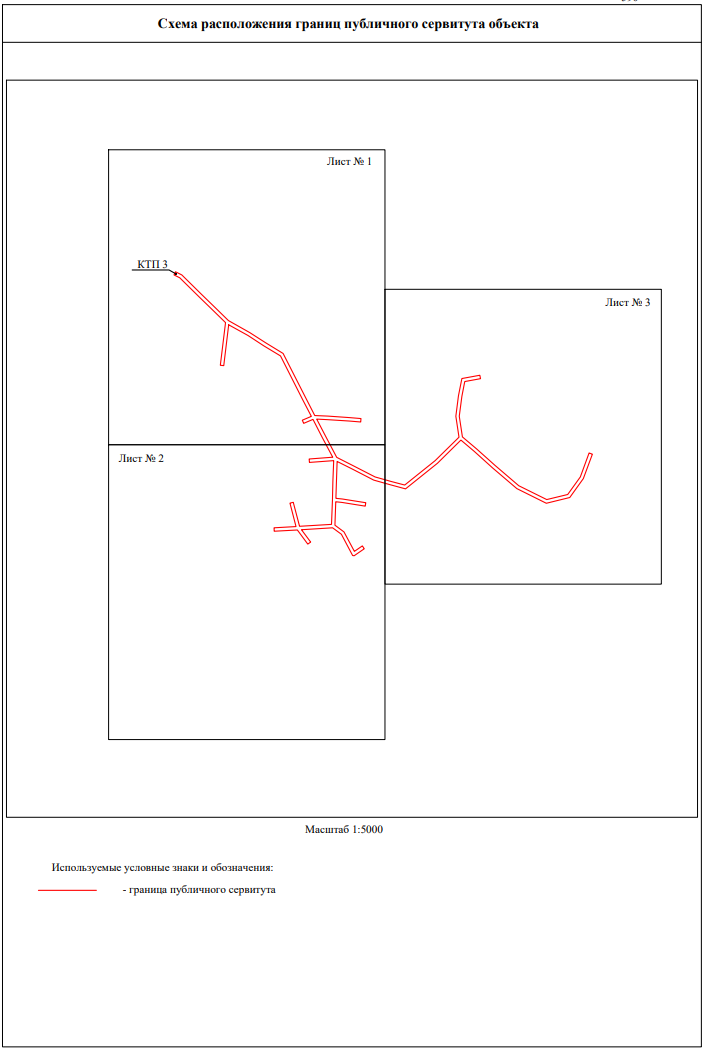 Схема расположения границ публичного сервитута объекта
Лист № 1
КТП 3
Лист № 3
Лист № 2
Масштаб 1:5000
Используемые условные знаки и обозначения:
- граница публичного сервитута